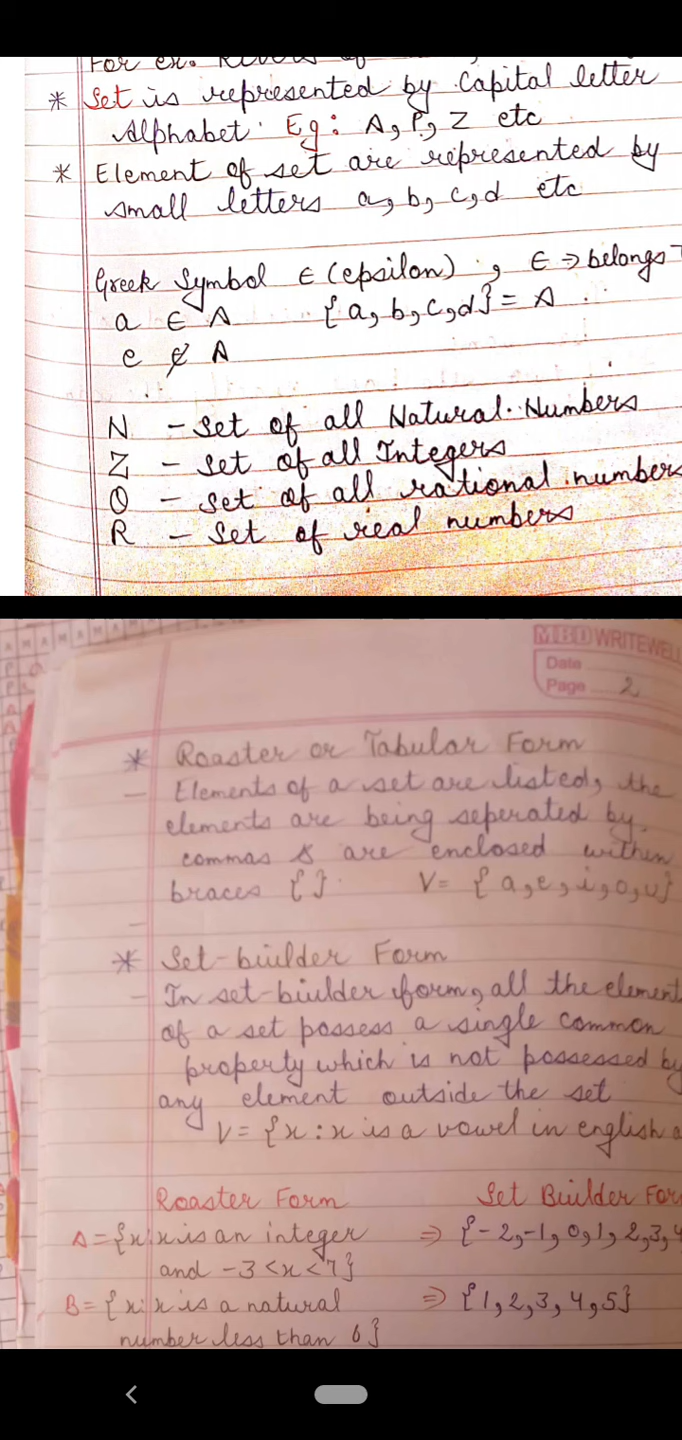 For ex. Rivers of
* Set is represented by Capital letter
Alphabet. Eg: A, P, Z etc
* Element of set are represented by
small letters a, b, c, d etc
Greek Symbol ∈ (epsilon) , ∈ → belongs
a ∈ A {a, b, c, d} = A
e ∉ A
N - Set of all Natural Numbers
Z - Set of all Integers
Q - Set of all rational numbers
R - Set of real numbers
MBD WRITEWELL
Date
Page 2
* Roaster or Tabular Form
- Elements of a set are listed, the
elements are being seperated by
commas & are enclosed within
braces { }. V = {a, e, i, o, u}
* Set-builder Form
- In set-builder form, all the element
of a set possess a single common
property which is not possessed by
any element outside the set
V = {x : x is a vowel in english a
Roaster Form Set Builder For
A = {x : x is an integer ⇒ {-2, -1, 0, 1, 2, 3, 4
and -3 < x < 7}
B = {x : x is a natural ⇒ {1, 2, 3, 4, 5}
number less than 6}